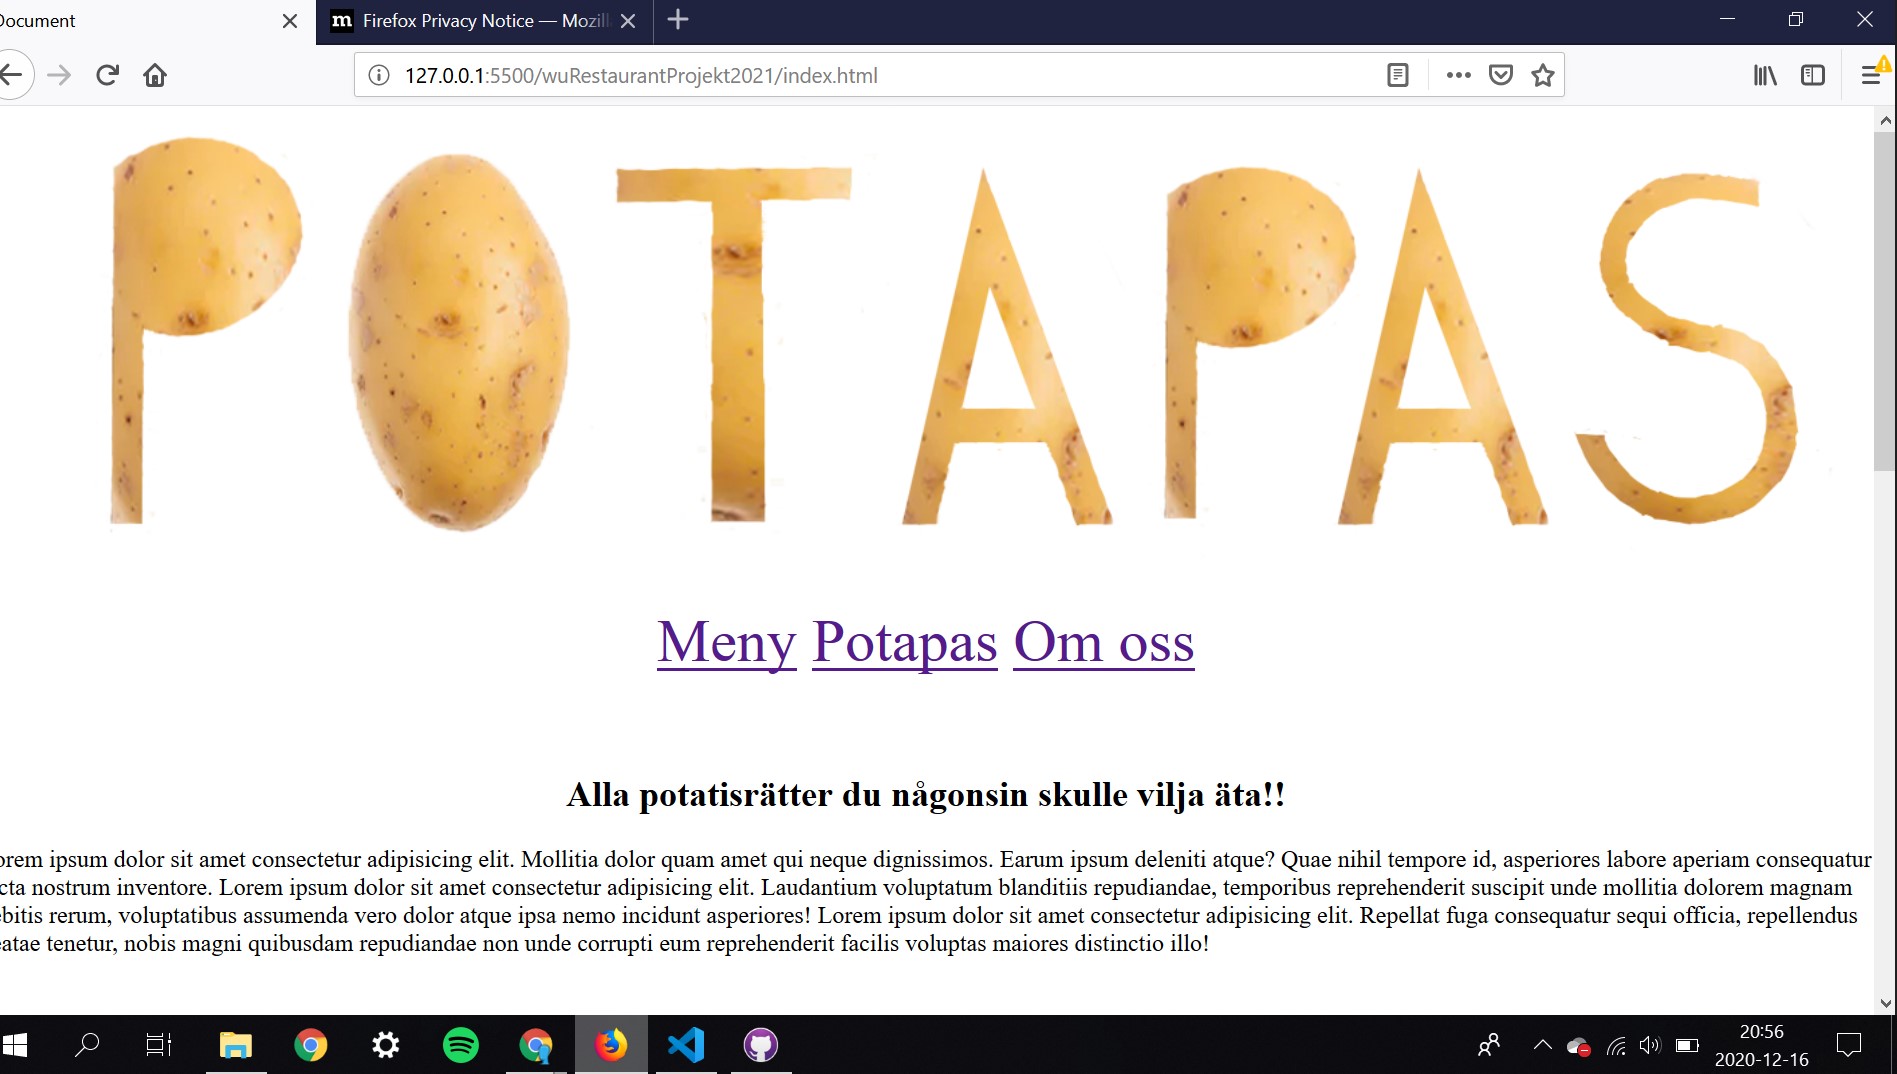 Document
m Firefox Privacy Notice — Mozill
127.0.0.1:5500/wuRestaurantProjekt2021/index.html
POTAPAS
Meny Potapas Om oss
Alla potatisrätter du någonsin skulle vilja äta!!
orem ipsum dolor sit amet consectetur adipisicing elit. Mollitia dolor quam amet qui neque dignissimos. Earum ipsum deleniti atque? Quae nihil tempore id, asperiores labore aperiam consequatur
cta nostrum inventore. Lorem ipsum dolor sit amet consectetur adipisicing elit. Laudantium voluptatum blanditiis repudiandae, temporibus reprehenderit suscipit unde mollitia dolorem magnam
ebitis rerum, voluptatibus assumenda vero dolor atque ipsa nemo incidunt asperiores! Lorem ipsum dolor sit amet consectetur adipisicing elit. Repellat fuga consequatur sequi officia, repellendus
eatae tenetur, nobis magni quibusdam repudiandae non unde corrupti eum reprehenderit facilis voluptas maiores distinctio illo!
20:56
2020-12-16